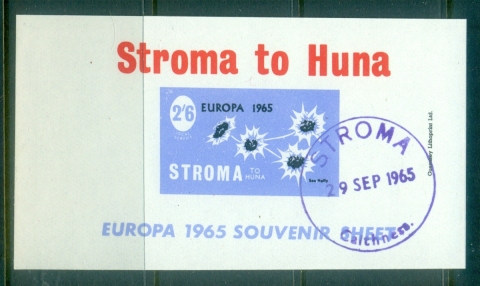 Stroma to Huna
2'6
EUROPA 1965
STROMA TO HUNA
Sea Holly
STROMA
29 SEP 1965
Caithness.
EUROPA 1965 SOUVENIR SHEET